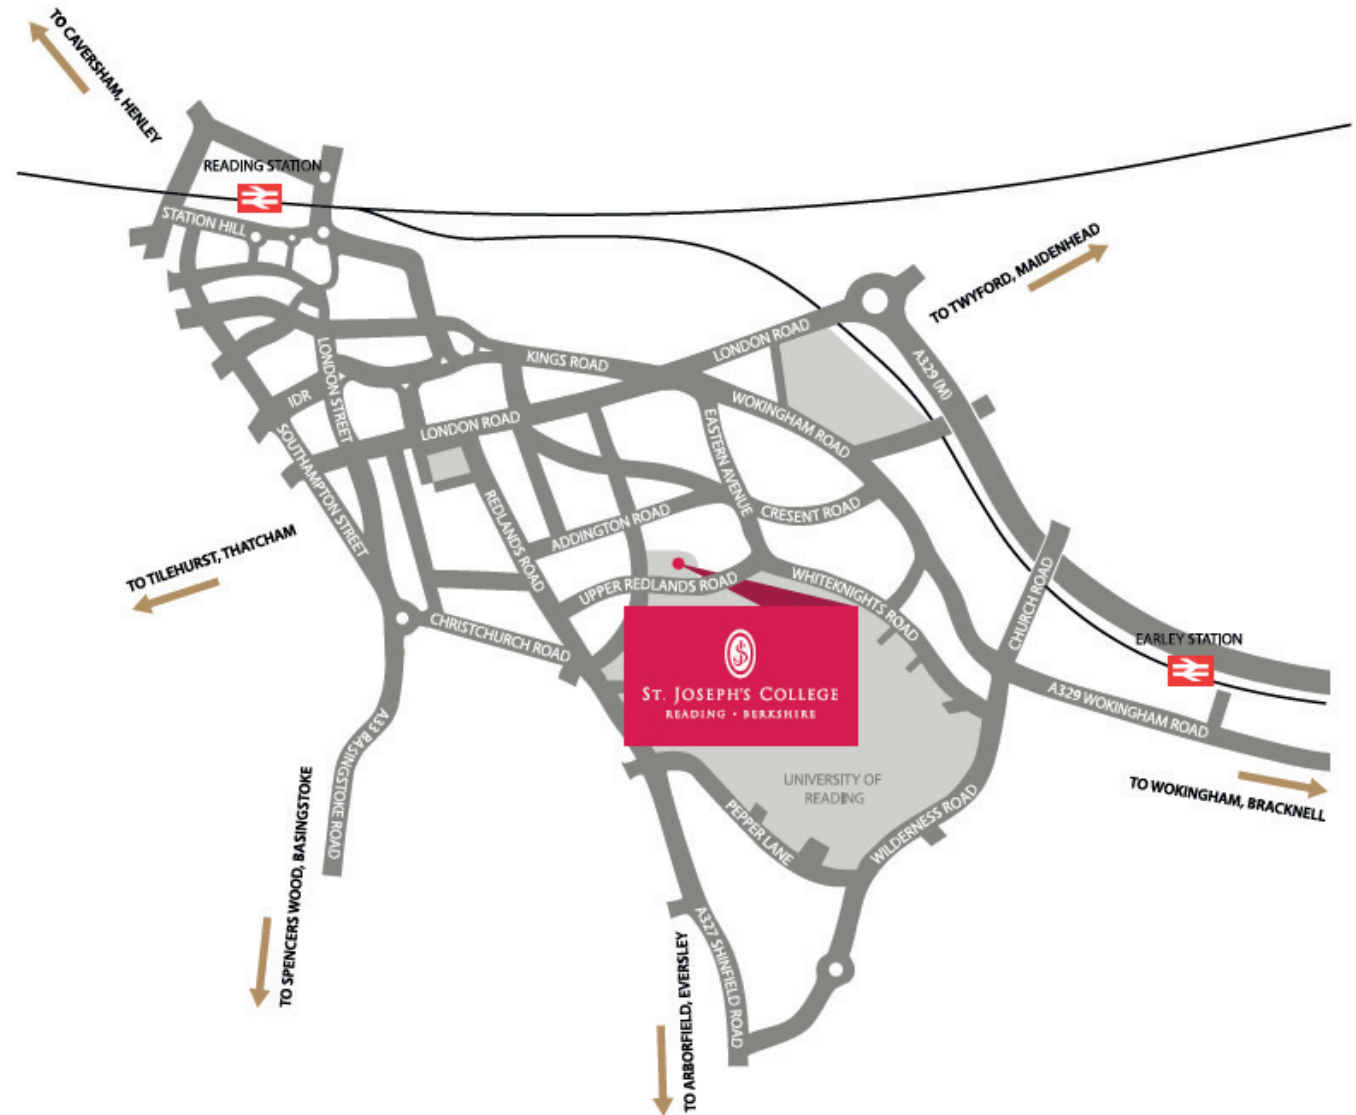 TO CAVERSHAM, HENLEY
READING STATION
STATION HILL
TO TWYFORD, MAIDENHEAD
LONDON ROAD
KINGS ROAD
A329 (M)
LONDON STREET
IDR
WOKINGHAM ROAD
LONDON ROAD
EASTERN AVENUE
SOUTHAMPTON STREET
REDLANDS ROAD
CRESENT ROAD
ADDINGTON ROAD
TO TILEHURST, THATCHAM
UPPER REDLANDS ROAD
WHITEKNIGHTS ROAD
CHURCH ROAD
CHRISTCHURCH ROAD
EARLEY STATION
ST. JOSEPH'S COLLEGE
READING • BERKSHIRE
A329 WOKINGHAM ROAD
A33 BASINGSTOKE ROAD
UNIVERSITY OF
READING
TO WOKINGHAM, BRACKNELL
PEPPER LANE
WILDERNESS ROAD
TO SPENCERS WOOD, BASINGSTOKE
A327 SHINFIELD ROAD
TO ARBORFIELD, EVERSLEY